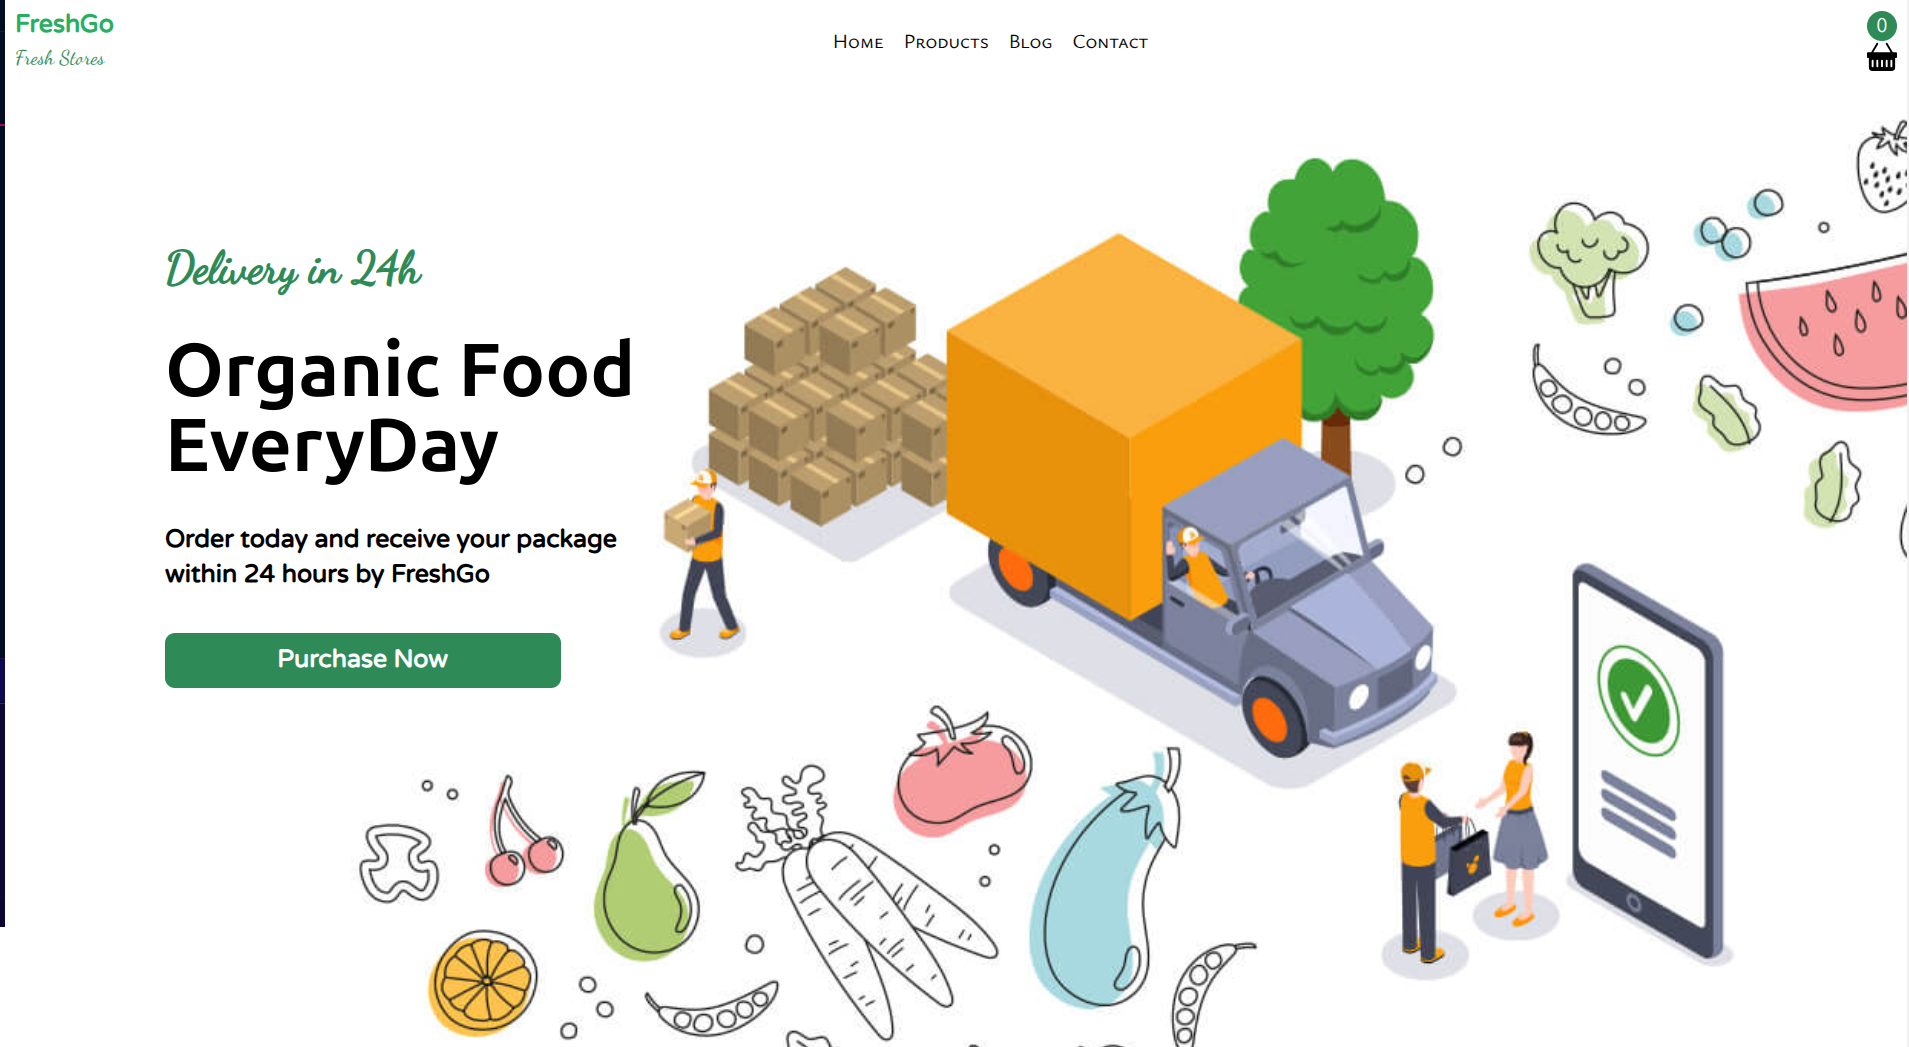 FreshGo
Fresh Stores
Home Products Blog Contact
0
Delivery in 24h
Organic Food
EveryDay
Order today and receive your package
within 24 hours by FreshGo
Purchase Now